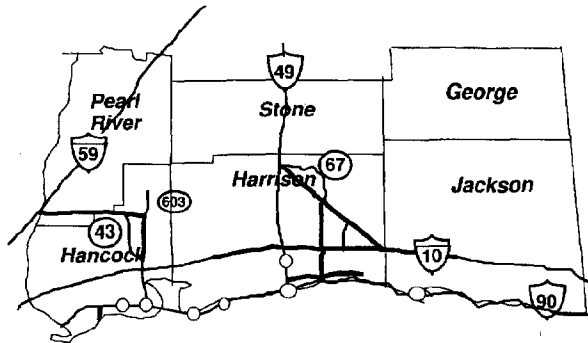 49
Pearl
River
Stone
George
59
67
Harrison
Jackson
603
43
Hancock
10
90